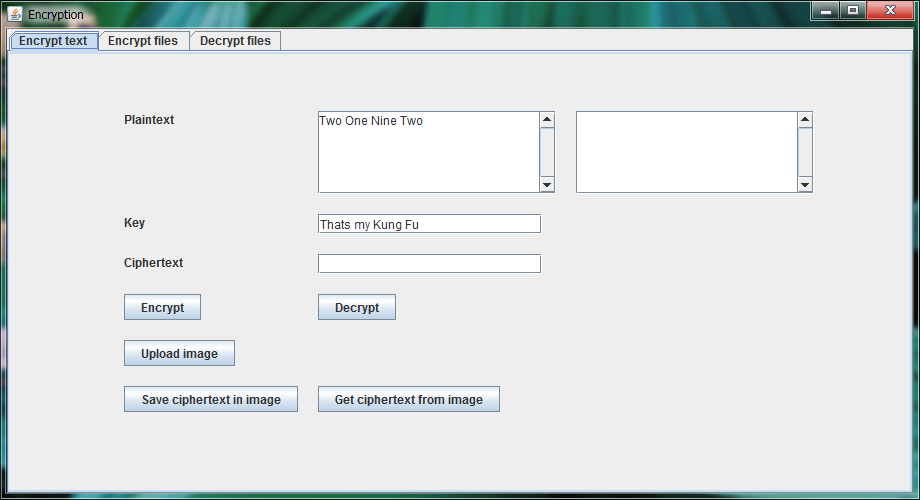 Encryption
Encrypt text Encrypt files Decrypt files
Plaintext Two One Nine Two
Key Thats my Kung Fu
Ciphertext
Encrypt Decrypt
Upload image
Save ciphertext in image Get ciphertext from image